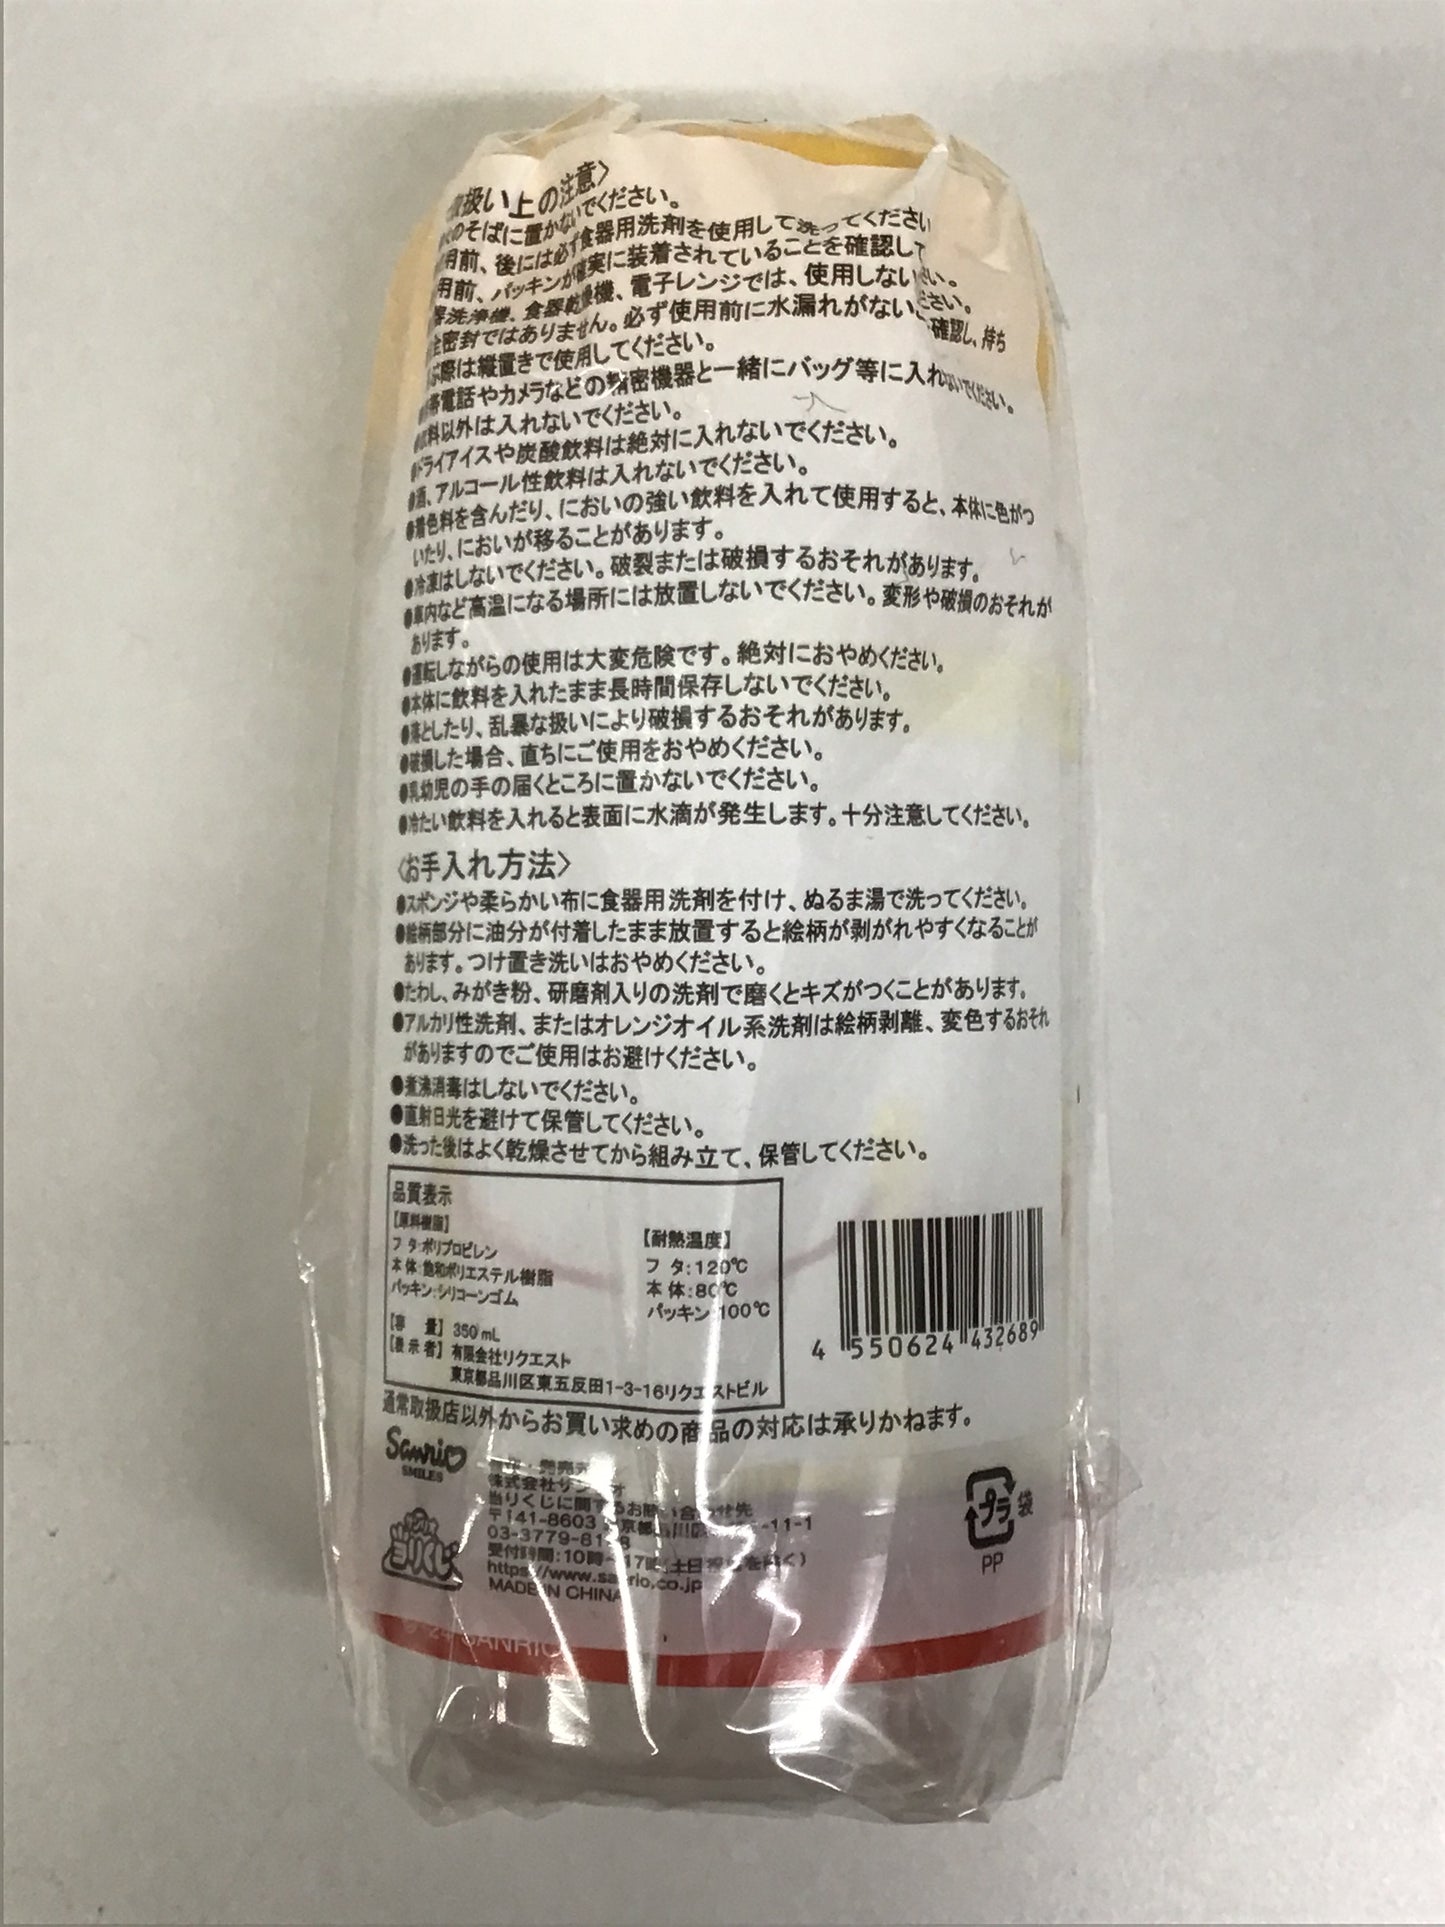 扱い上の注意〉
のそばに置かないでください。
用前、後には必ず食器用洗剤を使用して洗ってください
用前、パッキンが確実に装着されていることを確認して
洗浄機、食器乾燥機、電子レンジでは、使用しない
全密封ではありません。必ず使用前に水漏れがない 確認し、持ち
際は縦置きで使用してください。
帯電話やカメラなどの精密機器と一緒にバッグ等に入れないでください。
料以外は入れないでください。
●ドライアイスや炭酸飲料は絶対に入れないでください。
●酒、アルコール性飲料は入れないでください。
●着色料を含んだり、においの強い飲料を入れて使用すると、本体に色がつ
いたり、においが移ることがあります。
●冷凍はしないでください。破裂または破損するおそれがあります。
●車内など高温になる場所には放置しないでください。変形や破損のおそれが
あります。
●運転しながらの使用は大変危険です。絶対におやめください。
●本体に飲料を入れたまま長時間保存しないでください。
●落としたり、乱暴な扱いにより破損するおそれがあります。
●破損した場合、直ちにご使用をおやめください。
●乳幼児の手の届くところに置かないでください。
●冷たい飲料を入れると表面に水滴が発生します。十分注意してください。
〈お手入れ方法〉
●スポンジや柔らかい布に食器用洗剤を付け、ぬるま湯で洗ってください。
●絵柄部分に油分が付着したまま放置すると絵柄が剥がれやすくなることが
あります。つけ置き洗いはおやめください。
●たわし、みがき粉、研磨剤入りの洗剤で磨くとキズがつくことがあります。
●アルカリ性洗剤、またはオレンジオイル系洗剤は絵柄剥離、変色するおそれ
がありますのでご使用はお避けください。
●煮沸消毒はしないでください。
●直射日光を避けて保管してください。
●洗った後はよく乾燥させてから組み立て、保管してください。
品質表示
【原料樹脂】
フタ:ポリプロピレン
本体:飽和ポリエステル樹脂
パッキン:シリコーンゴム
【耐熱温度】
フタ:120℃
本体:80℃
パッキン:100℃
【容 量】350mL
【表示者】有限会社リクエスト
東京都品川区東五反田1-3-16リクエストビル
4 550624 432689
通常取扱店以外からお買い求めの商品の対応は承りかねます。
Sanrio
SMILES
発売元
株式会社サンリオ
当りくじに関するお問い合わせ先
〒141-8603 東京都品川区 -11-1
03-3779-81
受付時間:10時～17時(土日祝 を除く)
https://www.sanrio.co.jp
MADE IN CHINA
サンリオ
当りくじ
プラ 袋
PP
'24 SANRIO